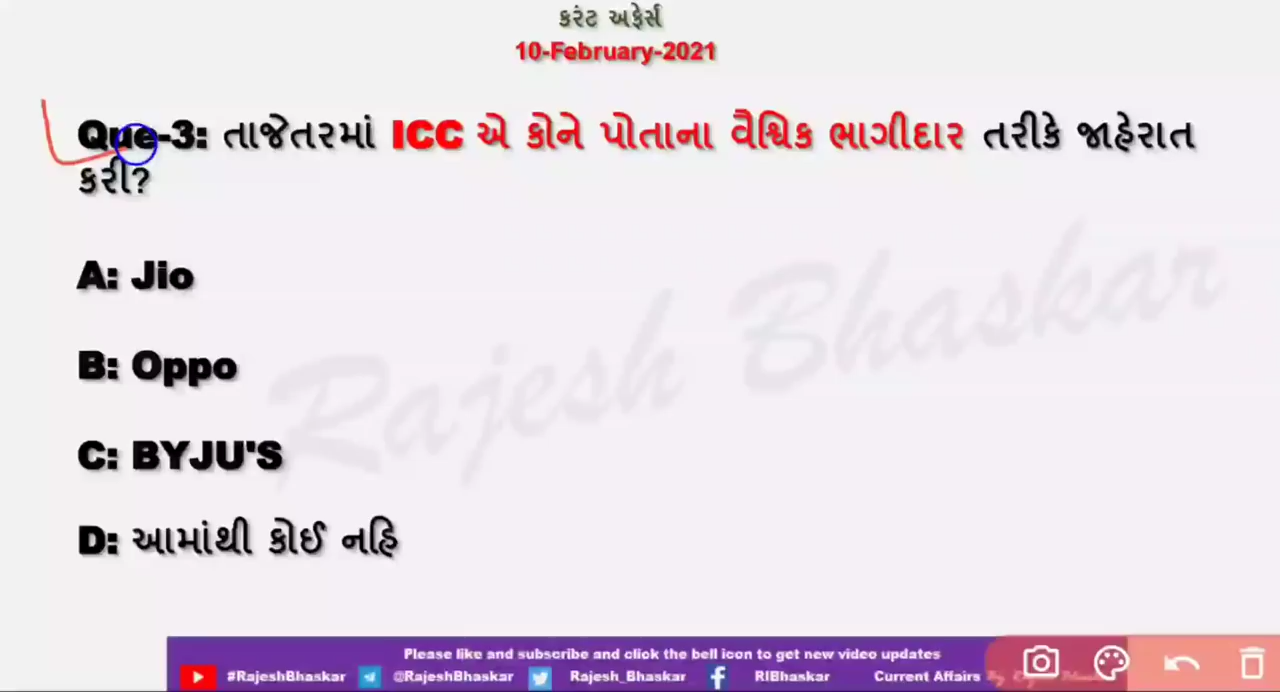 કરંટ અફેર્સ
10-February-2021
Que-3: તાજેતરમાં ICC એ કોને પોતાના વૈશ્વિક ભાગીદાર તરીકે જાહેરાત
કરી?
A: Jio
B: Oppo
C: BYJU'S
D: આમાંથી કોઈ નહિ
Rajesh Bhaskar
Please like and subscribe and click the bell icon to get new video updates
#RajeshBhaskar @RajeshBhaskar Rajesh_Bhaskar RIBhaskar Current Affairs